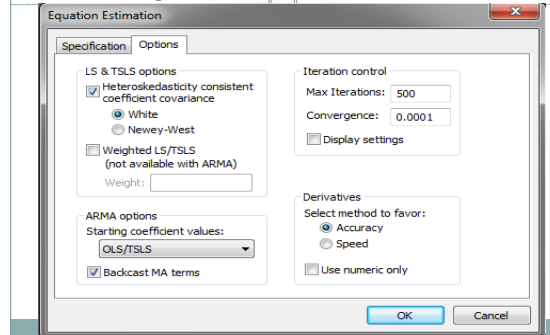 Equation Estimation
Specification Options
LS & TSLS options
Heteroskedasticity consistent
coefficient covariance
White
Newey-West
Weighted LS/TSLS
(not available with ARMA)
Weight:
ARMA options
Starting coefficient values:
OLS/TSLS
Backcast MA terms
Iteration control
Max Iterations: 500
Convergence: 0.0001
Display settings
Derivatives
Select method to favor:
Accuracy
Speed
Use numeric only
OK Cancel